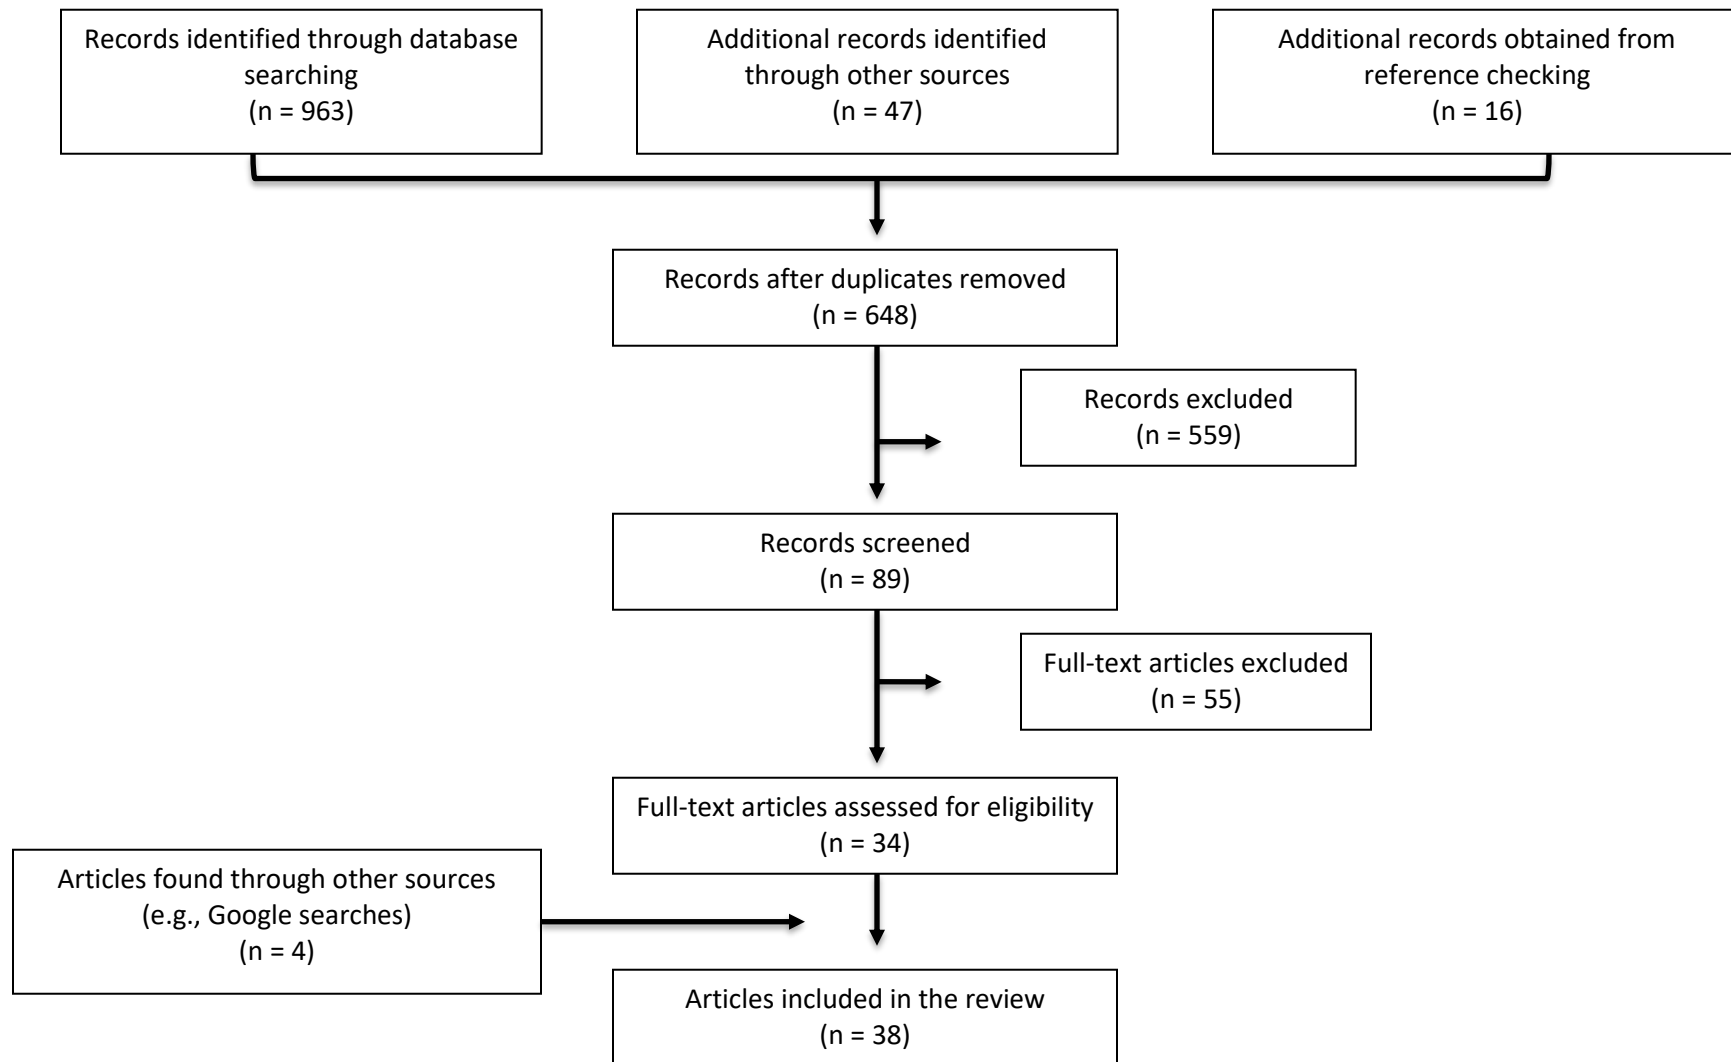 Records identified through database
searching
(n = 963)
Additional records identified
through other sources
(n = 47)
Additional records obtained from
reference checking
(n = 16)
Records after duplicates removed
(n = 648)
Records excluded
(n = 559)
Records screened
(n = 89)
Full-text articles excluded
(n = 55)
Full-text articles assessed for eligibility
(n = 34)
Articles found through other sources
(e.g., Google searches)
(n = 4)
Articles included in the review
(n = 38)